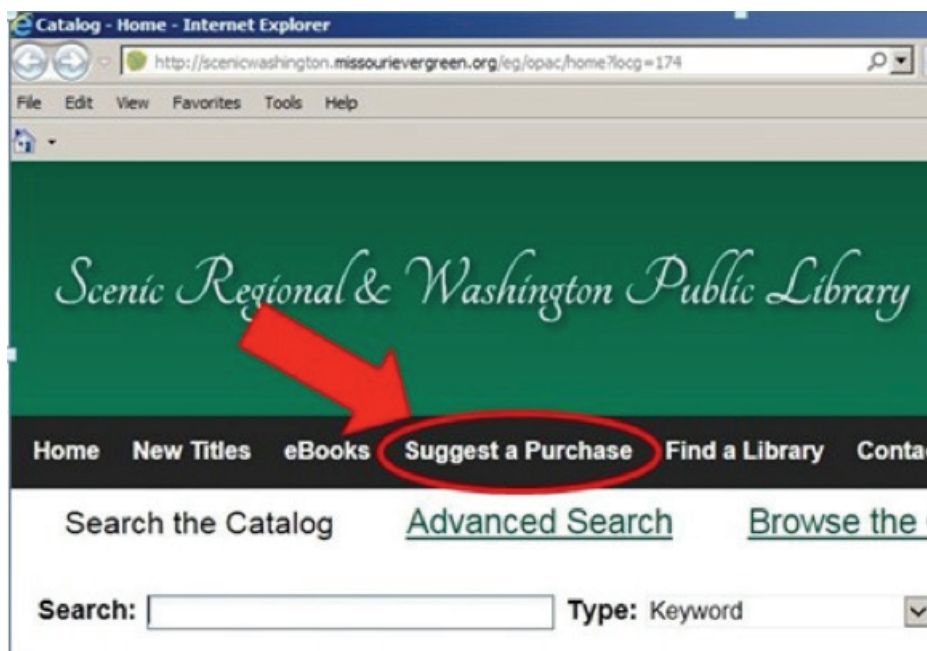 Catalog - Home - Internet Explorer
http://scenicwashington.missourievergreen.org/eg/opac/home?locg=174
File Edit View Favorites Tools Help
Scenic Regional & Washington Public Library
Home New Titles eBooks Suggest a Purchase Find a Library
Search the Catalog Advanced Search Browse the
Search: Type: Keyword